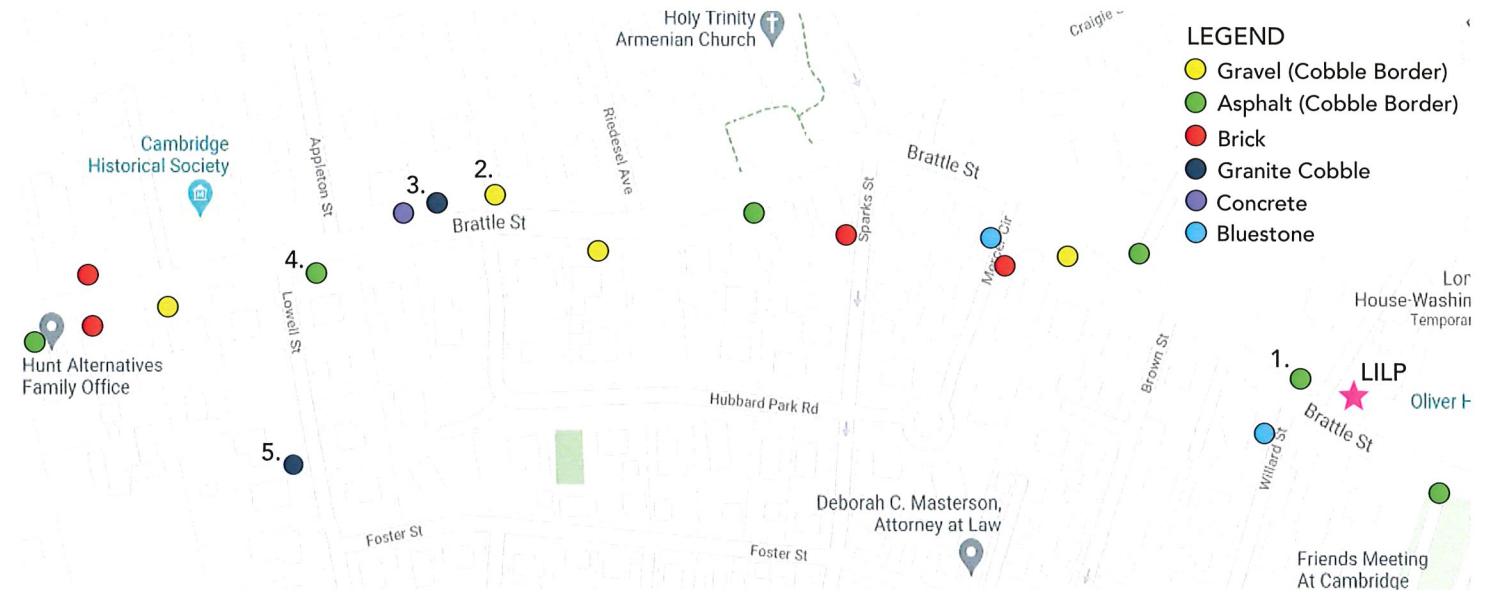 Holy Trinity
Armenian Church
Craigie
LEGEND
Gravel (Cobble Border)
Asphalt (Cobble Border)
Brick
Granite Cobble
Concrete
Bluestone
Cambridge
Historical Society
Appleton St
Riedesel Ave
Brattle St
Sparks St
3.
2.
Brattle St
Mercer Cir
4.
Lowell St
Hunt Alternatives
Family Office
House-Washin
Brown St
1.
LILP
Hubbard Park Rd
Oliver H
Brattle St
Willard St
5.
Deborah C. Masterson,
Attorney at Law
Foster St
Foster St
Friends Meeting
At Cambridge